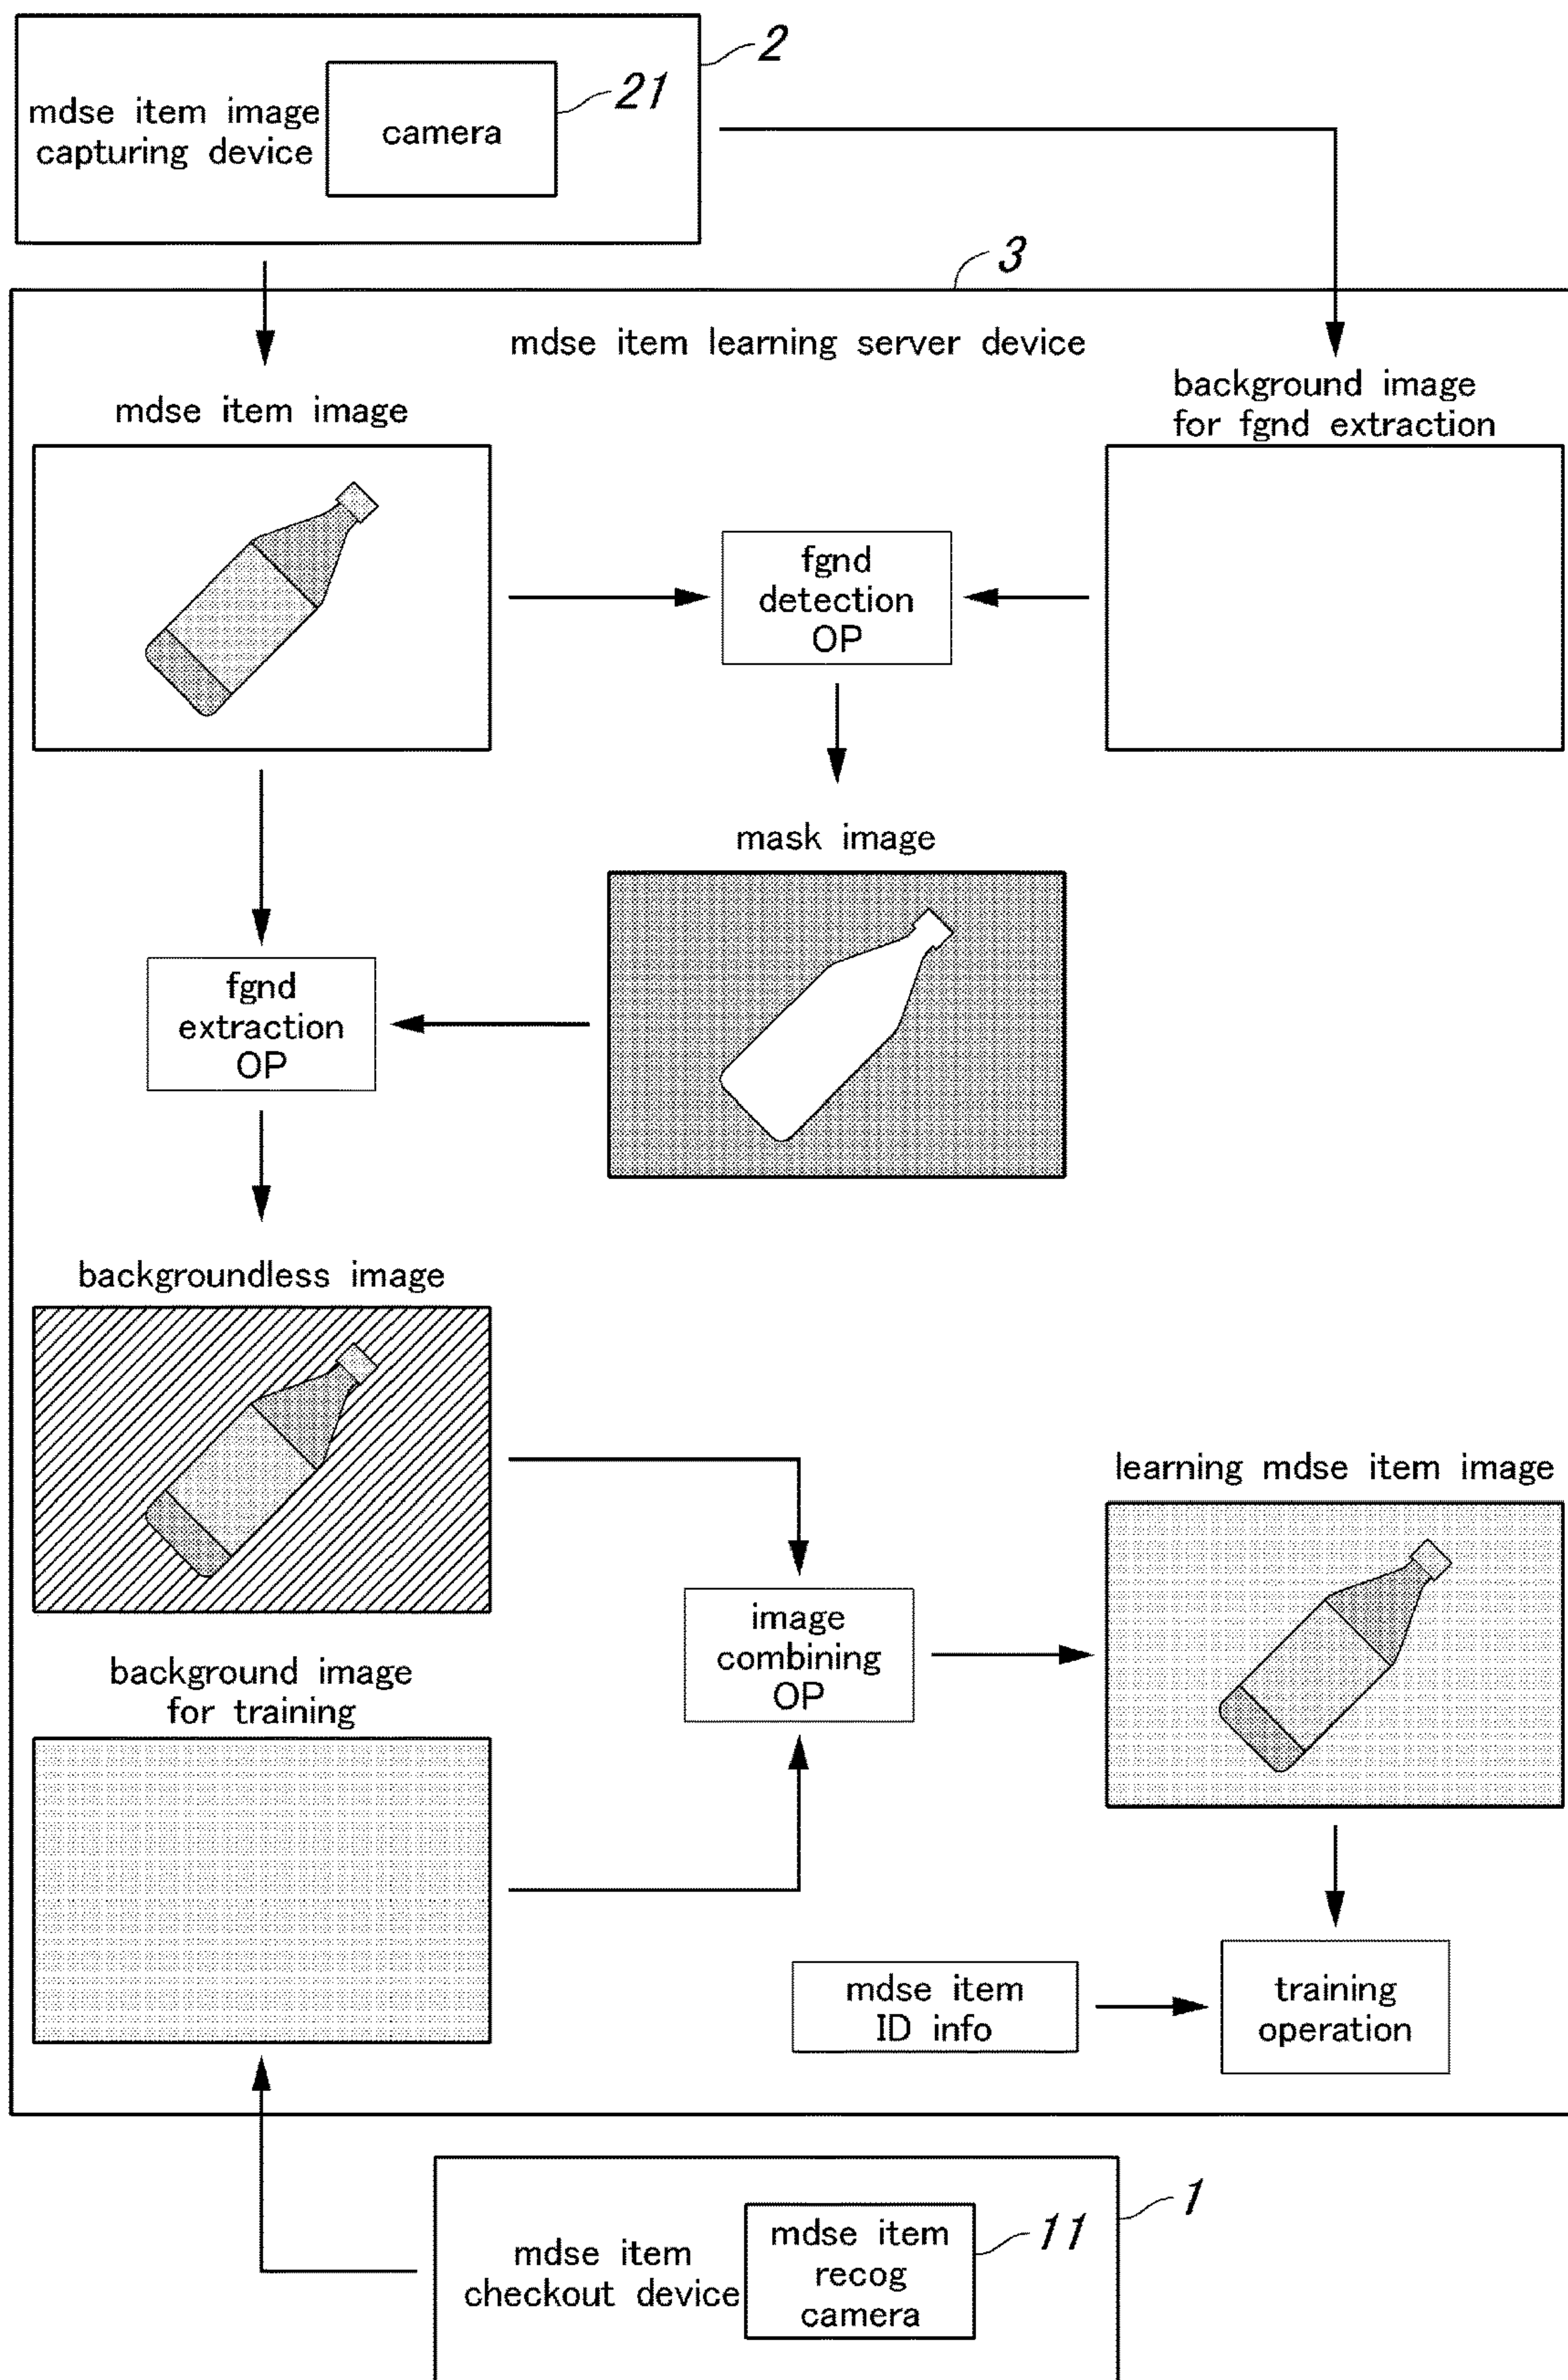 2
21
mdse item image
capturing device
camera
3
mdse item learning server device
mdse item image
background image
for fgnd extraction
fgnd
detection
OP
mask image
fgnd
extraction
OP
backgroundless image
learning mdse item image
image
combining
OP
background image
for training
mdse item
ID info
training
operation
1
11
mdse item
checkout device
mdse item
recog
camera